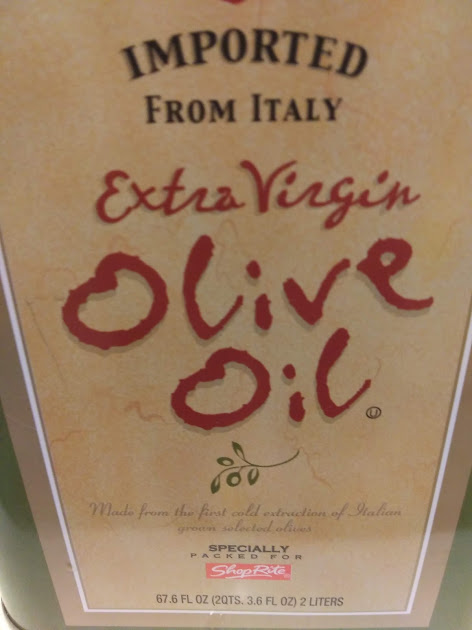 IMPORTED
FROM ITALY
Extra Virgin
Olive
Oil
Ⓤ
Made from the first cold extraction of Italian
grown selected olives
SPECIALLY
PACKED FOR
ShopRite®
67.6 FL OZ (2QTS. 3.6 FL OZ) 2 LITERS